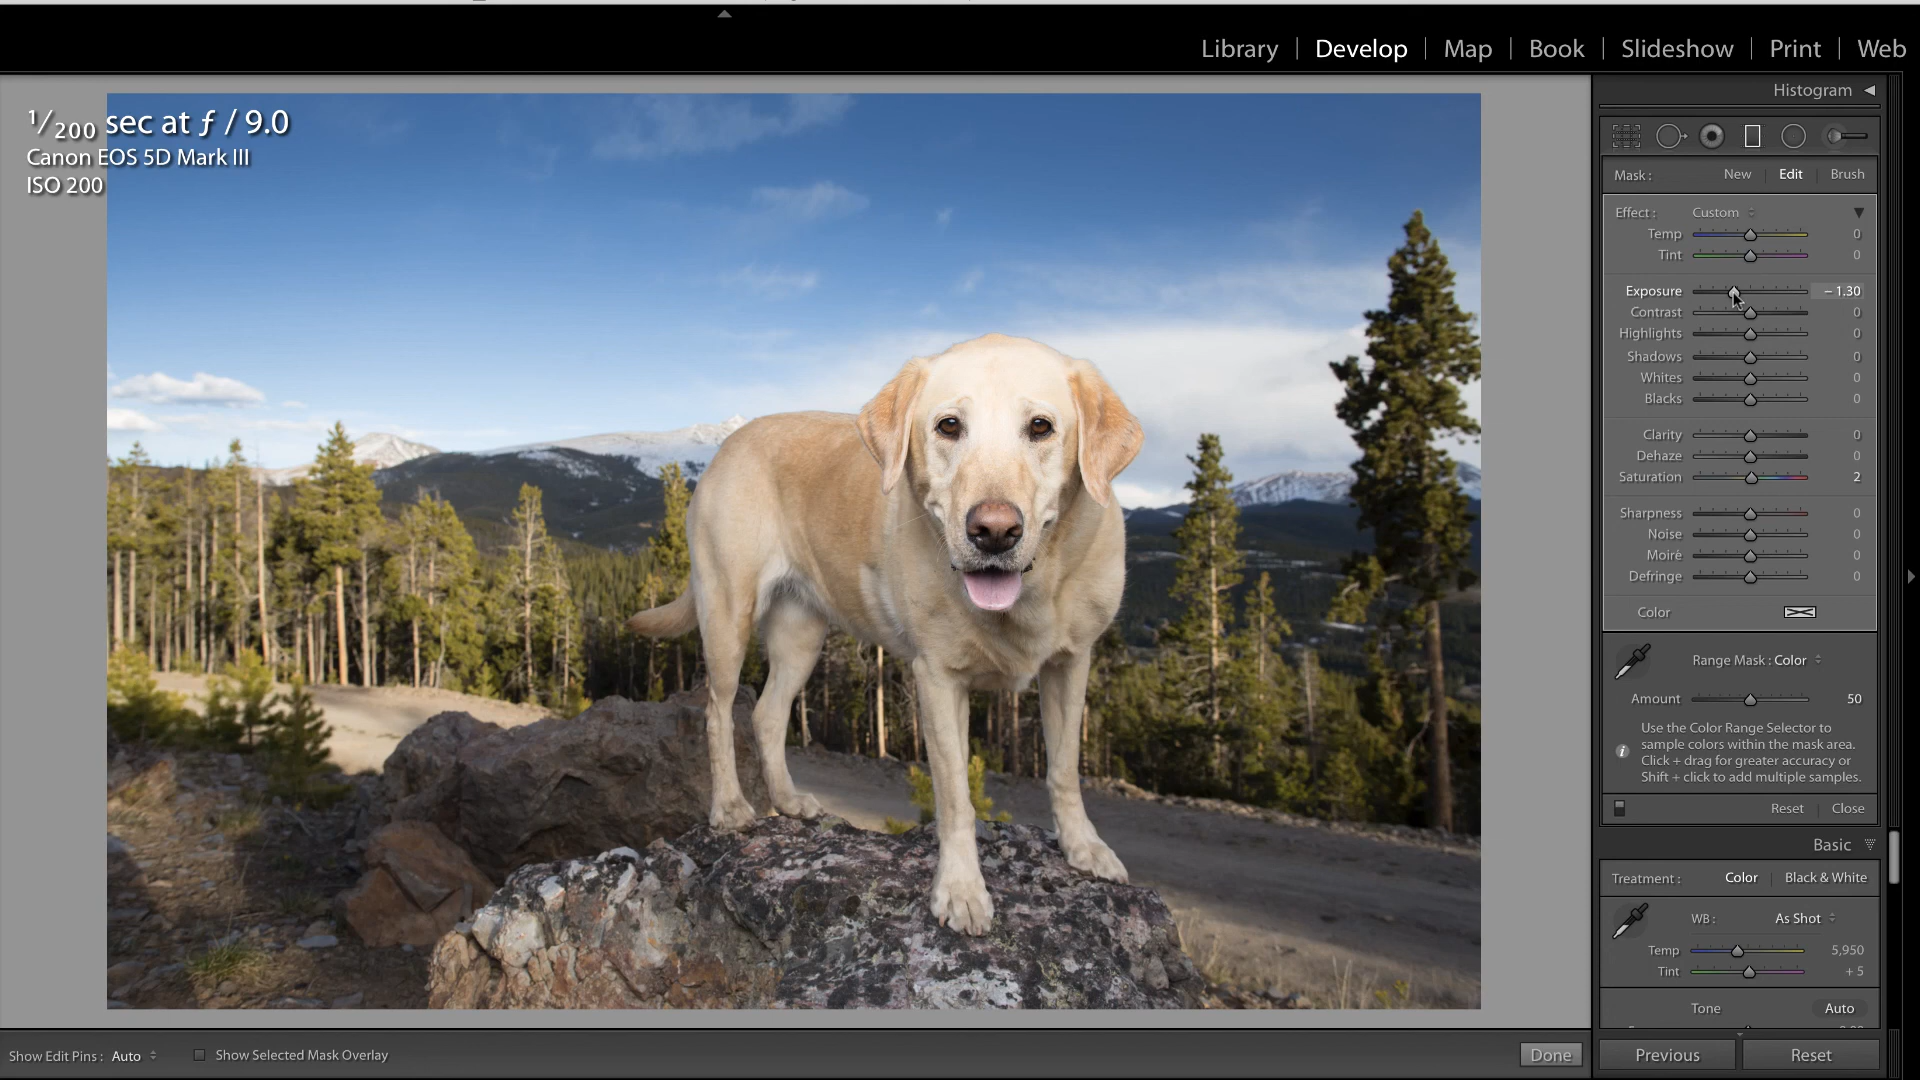 Library | Develop | Map | Book | Slideshow | Print | Web
Histogram
1/200 sec at ƒ / 9.0
Canon EOS 5D Mark III
ISO 200
Mask : New | Edit | Brush
Effect : Custom
Temp 0
Tint 0
Exposure – 1.30
Contrast 0
Highlights 0
Shadows 0
Whites 0
Blacks 0
Clarity 0
Dehaze 0
Saturation 2
Sharpness 0
Noise 0
Moiré 0
Defringe 0
Color
Range Mask : Color
Amount 50
Use the Color Range Selector to
sample colors within the mask area.
Click + drag for greater accuracy or
Shift + click to add multiple samples.
Reset | Close
Basic
Treatment : Color | Black & White
WB : As Shot
Temp 5,950
Tint + 5
Tone Auto
Show Edit Pins : Auto Show Selected Mask Overlay Done Previous Reset